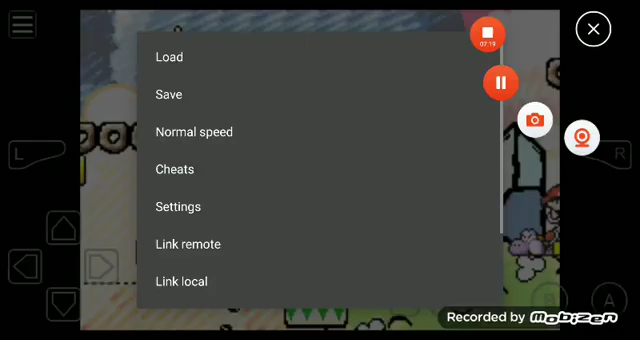 Load
07:19
Save
Normal speed
Cheats
L
R
Settings
Link remote
Link local
B
A
Recorded by Mobizen